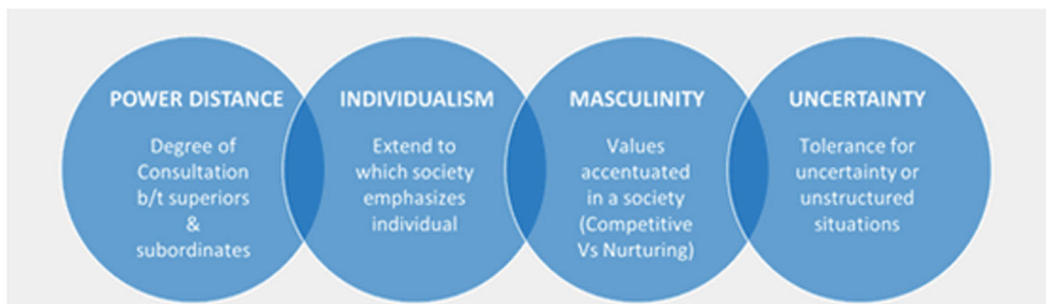 POWER DISTANCE
Degree of
Consultation
b/t superiors
&
subordinates
INDIVIDUALISM
Extend to
which society
emphasizes
individual
MASCULINITY
Values
accentuated
in a society
(Competitive
Vs Nurturing)
UNCERTAINTY
Tolerance for
uncertainty or
unstructured
situations